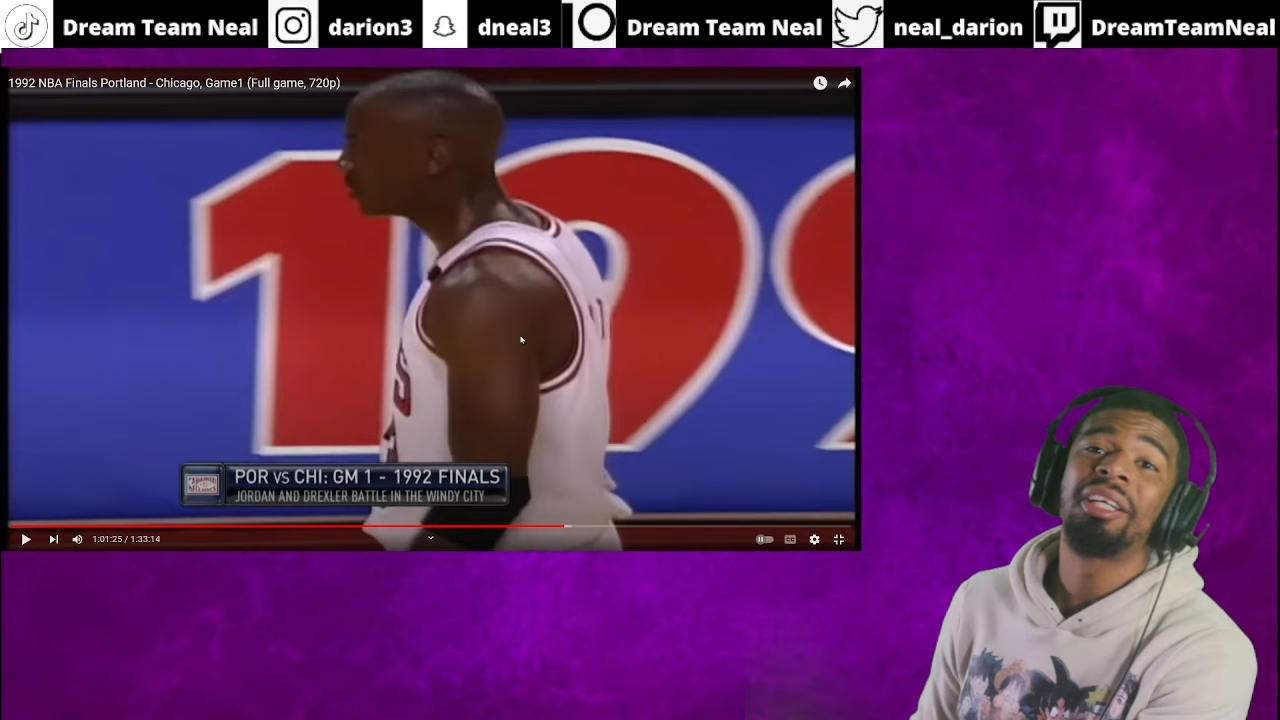 Dream Team Neal darion3 dneal3 Dream Team Neal neal_darion DreamTeamNeal
1992 NBA Finals Portland - Chicago, Game1 (Full game, 720p)
199
POR VS CHI: GM 1 - 1992 FINALS
JORDAN AND DREXLER BATTLE IN THE WINDY CITY
1:01:25 / 1:33:14
CC